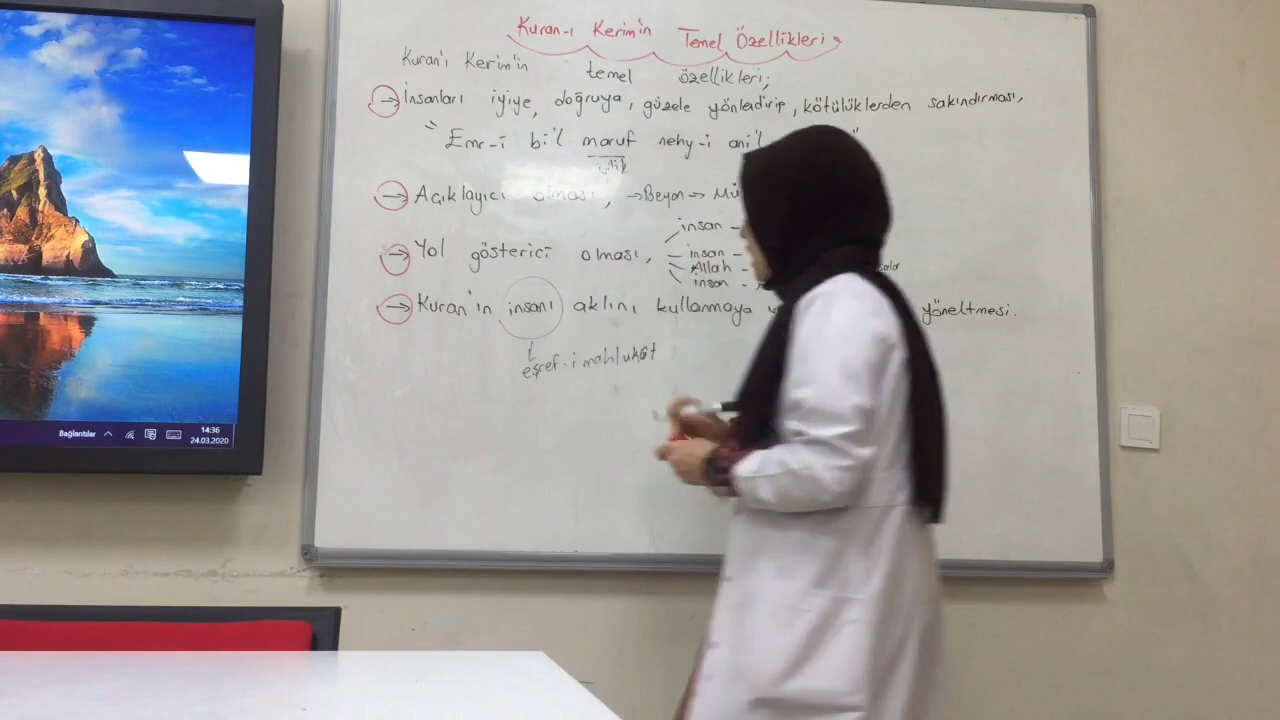 Kuran-ı Kerim'in Temel Özellikleri
Kuran'ı Kerim'in temel özellikleri;
→ İnsanları iyiye, doğruya, güzele yönlendirip, kötülüklerden sakındırması,
"Emr-i bi'l maruf nehy-i ani'l "
iyilik
→ Açıklayıcı olması, → Beyan → Mü
insan -
→ Yol gösterici olması, - insan -
Allah -
insan -
→ Kuran'ın insanı aklını kullanmaya yöneltmesi.
eşref-i mahlukat
Bağlantılar 14:36
24.03.2020